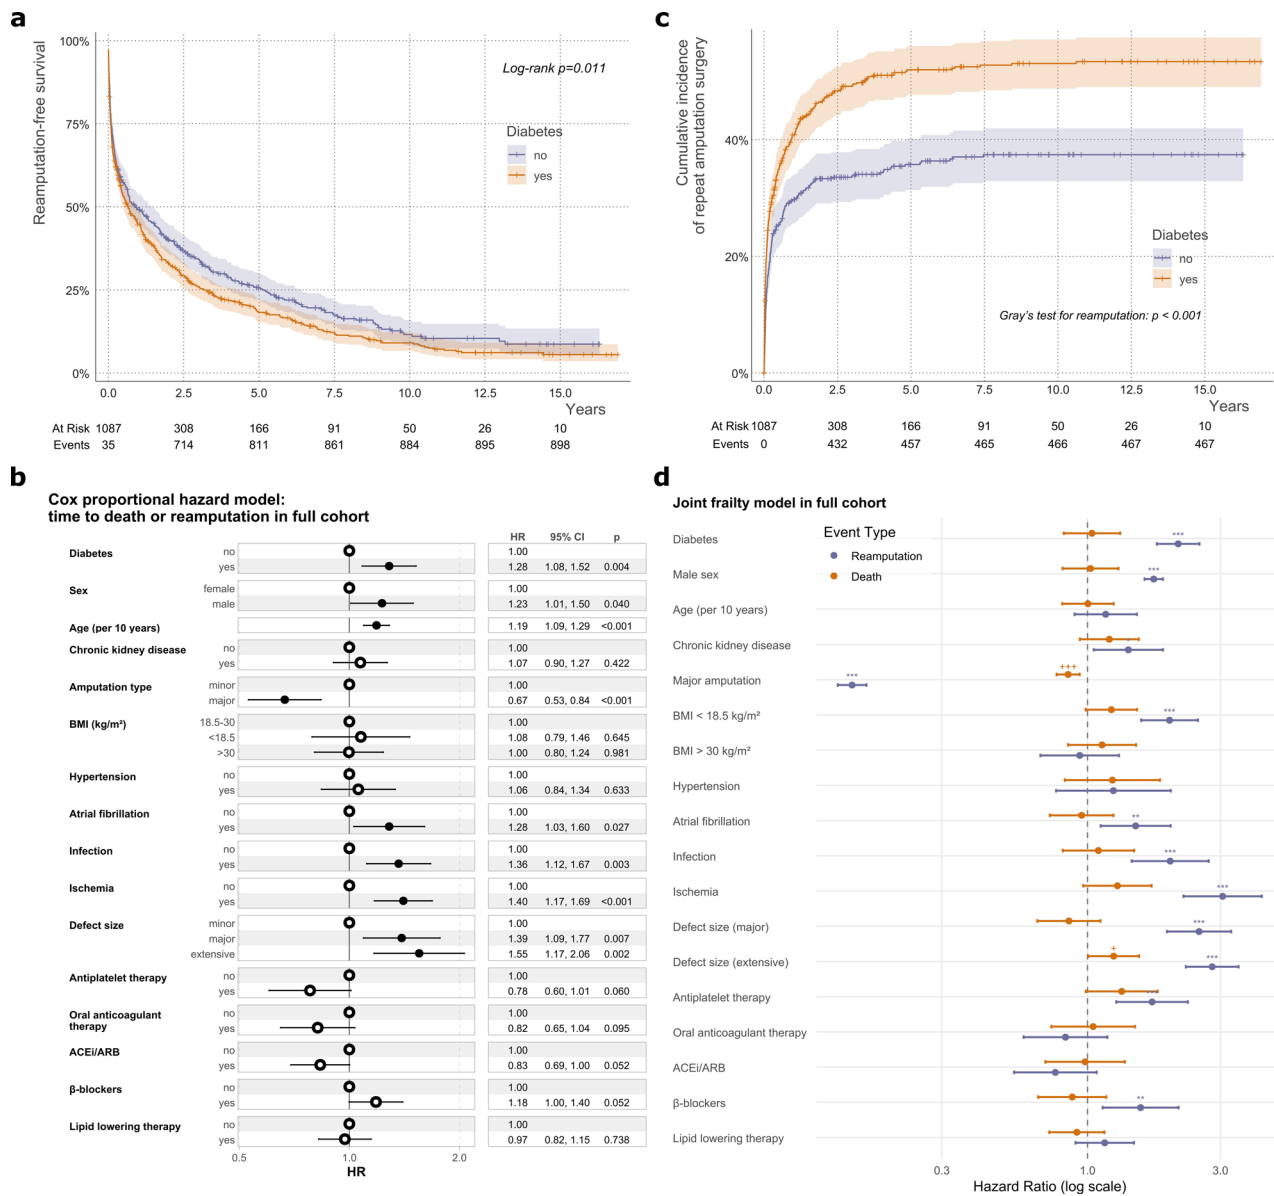 a
Reamputation-free survival
100%
75%
50%
25%
0%
Log-rank p=0.011
Diabetes
no
yes
0.0 2.5 5.0 7.5 10.0 12.5 15.0
Years
At Risk 1087 308 166 91 50 26 10
Events 35 714 811 861 884 895 898
c
Cumulative incidence
of repeat amputation surgery
40%
20%
0%
Diabetes
no
yes
Gray's test for reamputation: p < 0.001
0.0 2.5 5.0 7.5 10.0 12.5 15.0
Years
At Risk 1087 308 166 91 50 26 10
Events 0 432 457 465 466 467 467
b
Cox proportional hazard model:
time to death or reamputation in full cohort
HR 95% CI p
Diabetes no 1.00
yes 1.28 1.08, 1.52 0.004
Sex female 1.00
male 1.23 1.01, 1.50 0.040
Age (per 10 years) 1.19 1.09, 1.29 <0.001
Chronic kidney disease no 1.00
yes 1.07 0.90, 1.27 0.422
Amputation type minor 1.00
major 0.67 0.53, 0.84 <0.001
BMI (kg/m²) 18.5-30 1.00
<18.5 1.08 0.79, 1.46 0.645
>30 1.00 0.80, 1.24 0.981
Hypertension no 1.00
yes 1.06 0.84, 1.34 0.633
Atrial fibrillation no 1.00
yes 1.28 1.03, 1.60 0.027
Infection no 1.00
yes 1.36 1.12, 1.67 0.003
Ischemia no 1.00
yes 1.40 1.17, 1.69 <0.001
Defect size minor 1.00
major 1.39 1.09, 1.77 0.007
extensive 1.55 1.17, 2.06 0.002
Antiplatelet therapy no 1.00
yes 0.78 0.60, 1.01 0.060
Oral anticoagulant
therapy no 1.00
yes 0.82 0.65, 1.04 0.095
ACEi/ARB no 1.00
yes 0.83 0.69, 1.00 0.052
β-blockers no 1.00
yes 1.18 1.00, 1.40 0.052
Lipid lowering therapy no 1.00
yes 0.97 0.82, 1.15 0.738
0.5 1.0 2.0
HR
d
Joint frailty model in full cohort
Event Type
Reamputation
Death
Diabetes ***
Male sex ***
Age (per 10 years)
Chronic kidney disease
Major amputation *** +++
BMI < 18.5 kg/m² ***
BMI > 30 kg/m²
Hypertension
Atrial fibrillation **
Infection ***
Ischemia ***
Defect size (major) ***
Defect size (extensive) + ***
Antiplatelet therapy ***
Oral anticoagulant therapy
ACEi/ARB
β-blockers **
Lipid lowering therapy
0.3 1.0 3.0
Hazard Ratio (log scale)